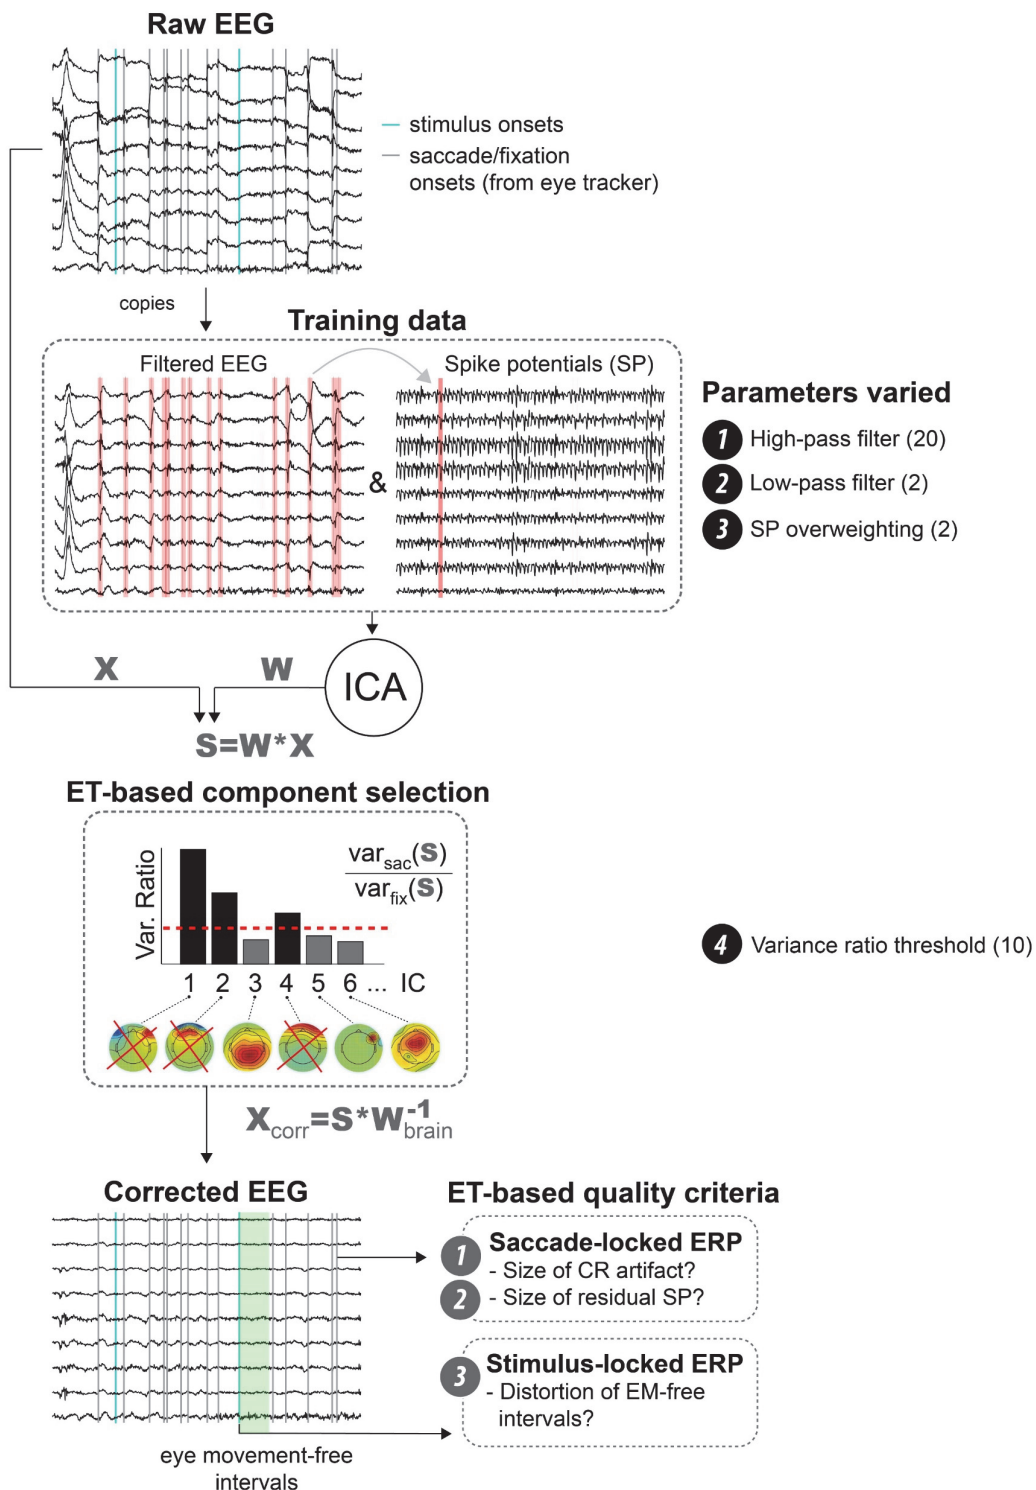 Raw EEG
stimulus onsets
saccade/fixation
onsets (from eye tracker)
copies
Training data
Filtered EEG
Spike potentials (SP)
&
Parameters varied
1 High-pass filter (20)
2 Low-pass filter (2)
3 SP overweighting (2)
X
W
ICA
S=W*X
ET-based component selection
Var. Ratio
var_sac(S)
var_fix(S)
1 2 3 4 5 6 ... IC
4 Variance ratio threshold (10)
X_corr=S*W_brain^-1
Corrected EEG
ET-based quality criteria
1 Saccade-locked ERP
- Size of CR artifact?
2 - Size of residual SP?
3 Stimulus-locked ERP
- Distortion of EM-free
intervals?
eye movement-free
intervals